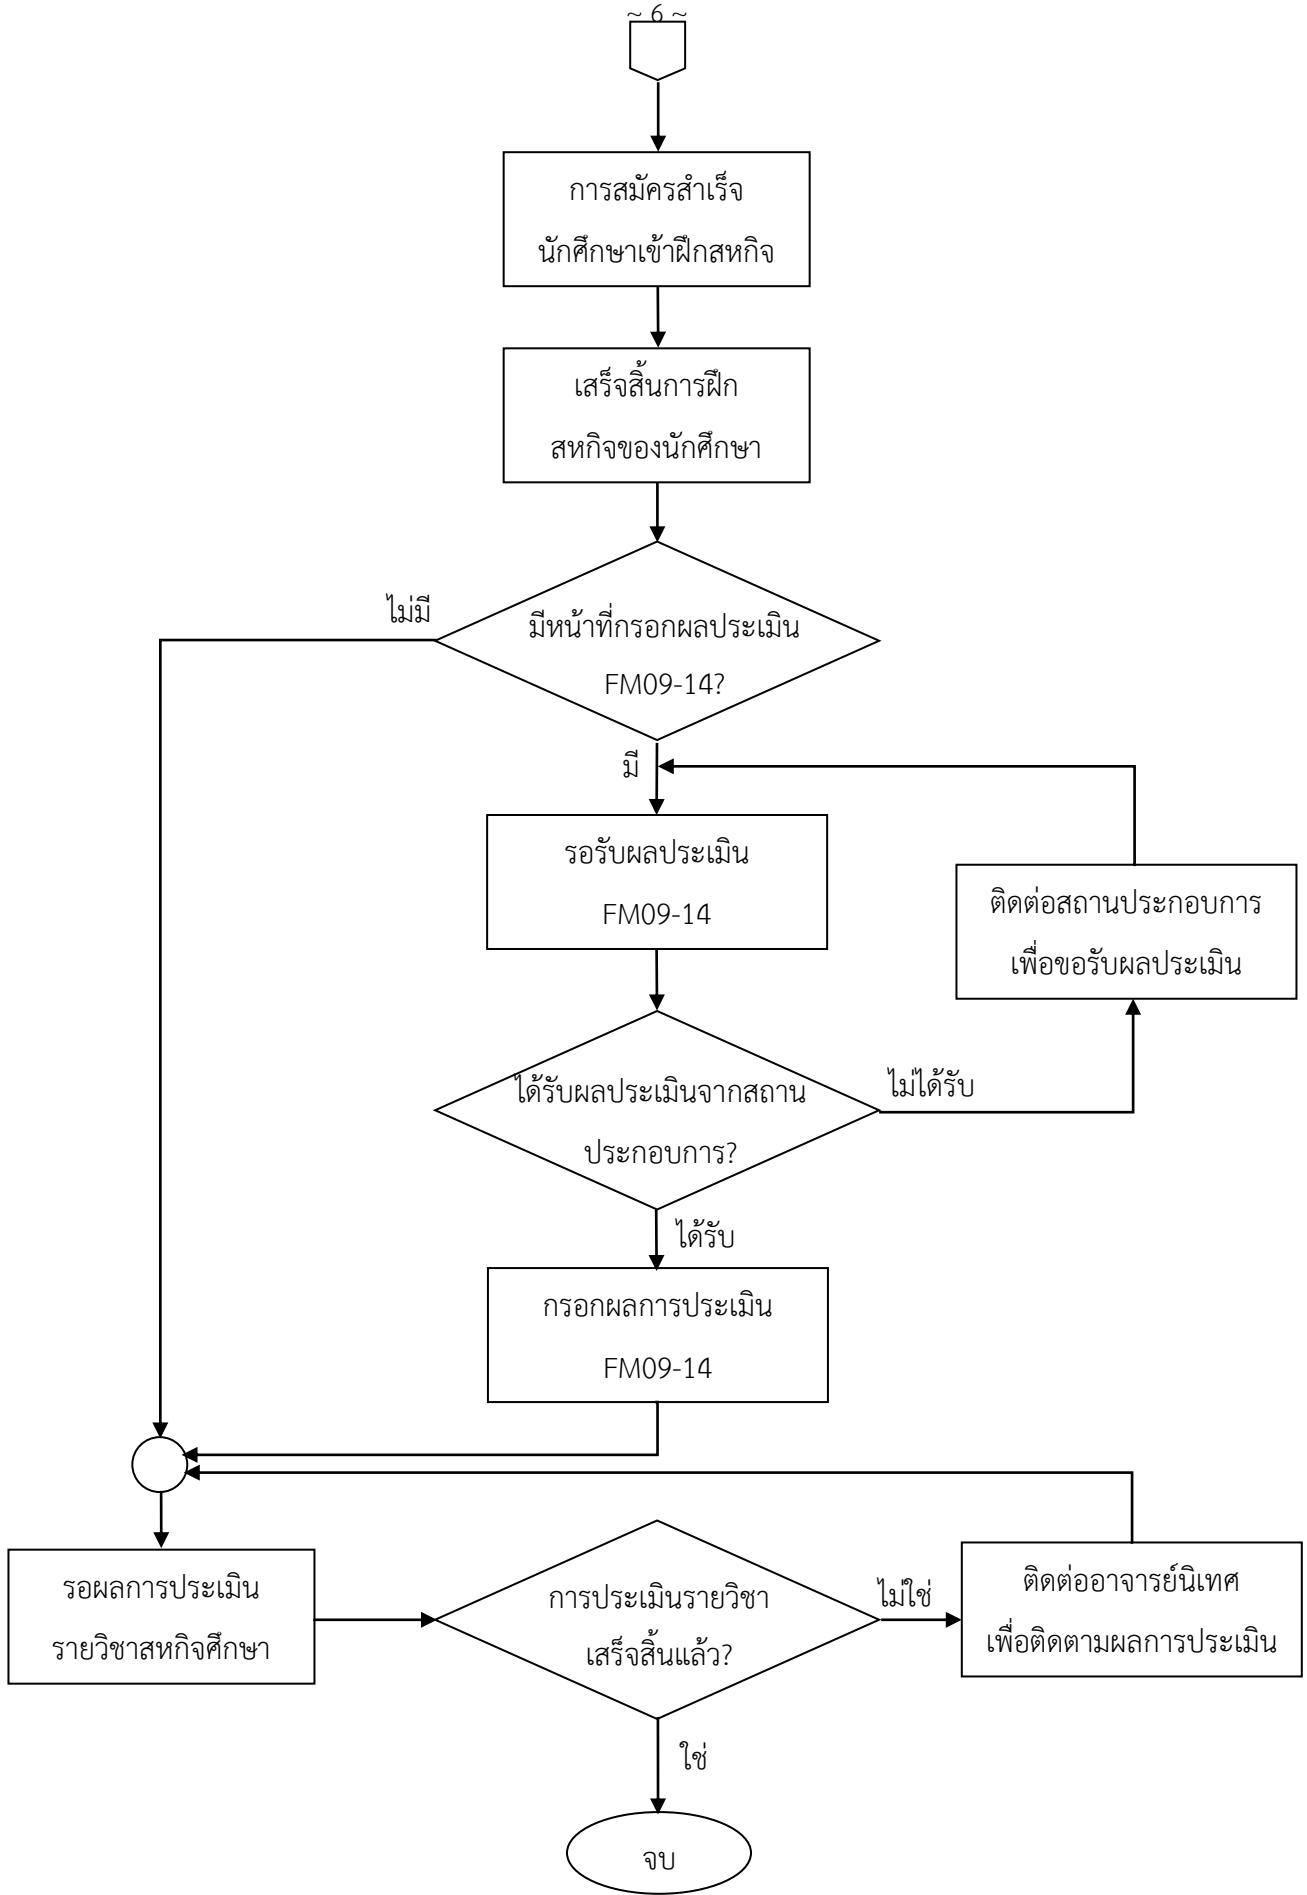 ~ 6 ~
การสมัครสำเร็จ
นักศึกษาเข้าฝึกสหกิจ
เสร็จสิ้นการฝึก
สหกิจของนักศึกษา
ไม่มี
มีหน้าที่กรอกผลประเมิน
FM09-14?
มี
รอรับผลประเมิน
FM09-14
ติดต่อสถานประกอบการ
เพื่อขอรับผลประเมิน
ได้รับผลประเมินจากสถาน
ประกอบการ?
ไม่ได้รับ
ได้รับ
กรอกผลการประเมิน
FM09-14
รอผลการประเมิน
รายวิชาสหกิจศึกษา
การประเมินรายวิชา
เสร็จสิ้นแล้ว?
ไม่ใช่
ติดต่ออาจารย์นิเทศ
เพื่อติดตามผลการประเมิน
ใช่
จบ